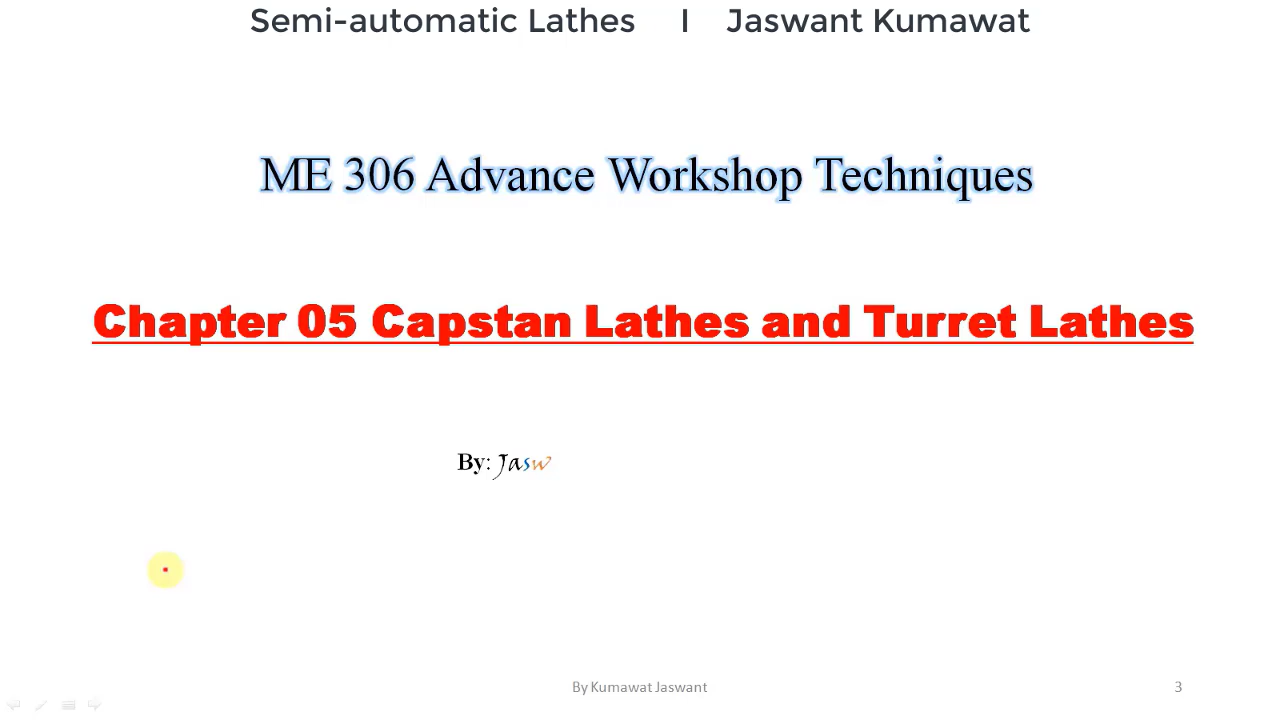 Semi-automatic Lathes I Jaswant Kumawat
ME 306 Advance Workshop Techniques
Chapter 05 Capstan Lathes and Turret Lathes
By: Jasw
By Kumawat Jaswant
3